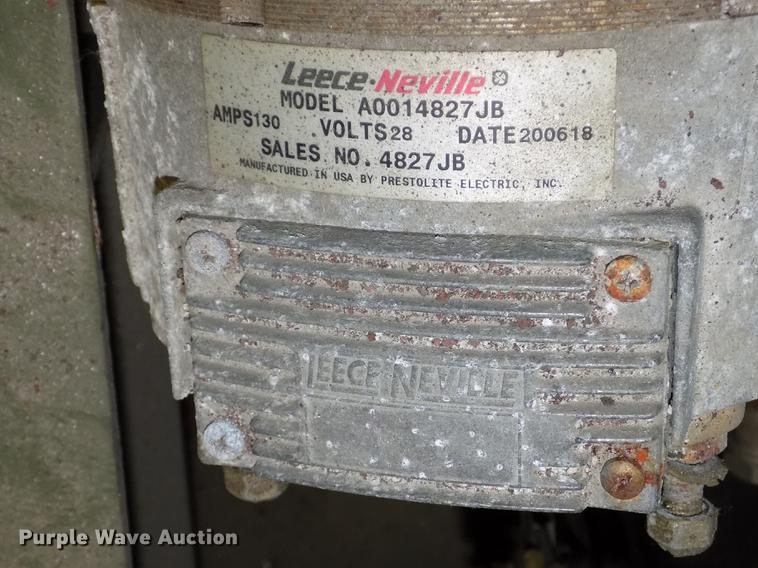 Leece-Neville
MODEL A0014827JB
AMPS130 VOLTS28 DATE200618
SALES NO. 4827JB
MANUFACTURED IN USA BY PRESTOLITE ELECTRIC, INC.
LEECE NEVILLE
Purple Wave Auction